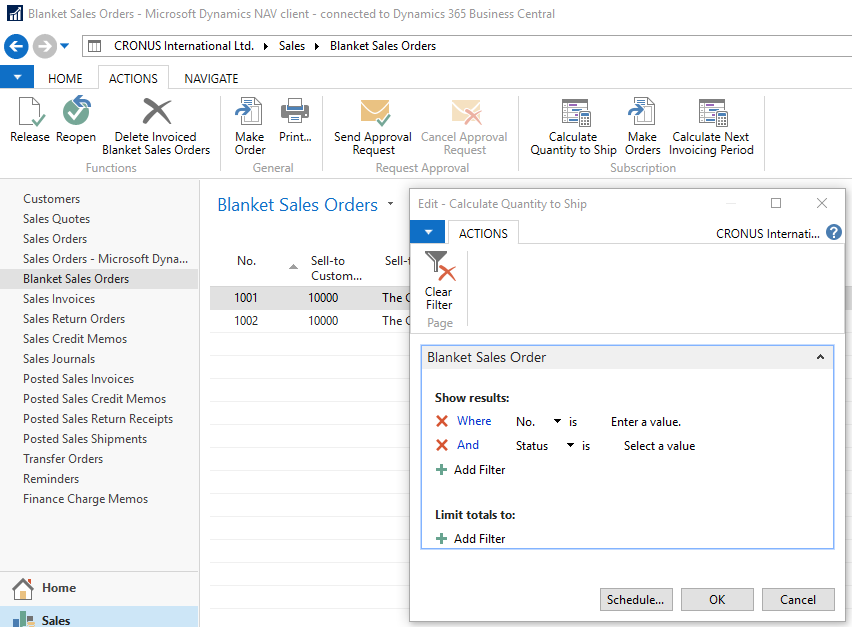 Blanket Sales Orders - Microsoft Dynamics NAV client - connected to Dynamics 365 Business Central
CRONUS International Ltd. Sales Blanket Sales Orders
HOME ACTIONS NAVIGATE
Release Reopen Delete Invoiced Blanket Sales Orders
Functions
Make Order Print...
General
Send Approval Request Cancel Approval Request
Request Approval
Calculate Quantity to Ship Make Orders Calculate Next Invoicing Period
Subscription
Customers
Sales Quotes
Sales Orders
Sales Orders - Microsoft Dyna...
Blanket Sales Orders
Sales Invoices
Sales Return Orders
Sales Credit Memos
Sales Journals
Posted Sales Invoices
Posted Sales Credit Memos
Posted Sales Return Receipts
Posted Sales Shipments
Transfer Orders
Reminders
Finance Charge Memos
Home
Sales
Blanket Sales Orders
No. Sell-to Custom... Sell-
1001 10000 The
1002 10000 The
Edit - Calculate Quantity to Ship
ACTIONS CRONUS Internati... ?
Clear Filter
Page
Blanket Sales Order
Show results:
Where No. is Enter a value.
And Status is Select a value
Add Filter
Limit totals to:
Add Filter
Schedule... OK Cancel